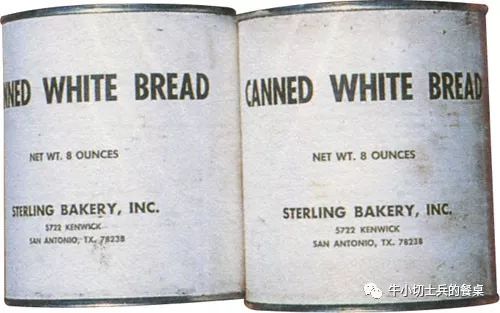 NNED WHITE BREAD
NET WT. 8 OUNCES
STERLING BAKERY, INC.
5722 KENWICK
SAN ANTONIO, TX. 78238
CANNED WHITE BREAD
NET WT. 8 OUNCES
STERLING BAKERY, INC.
5722 KENWICK
SAN ANTONIO, TX. 78238
牛小切士兵的餐桌